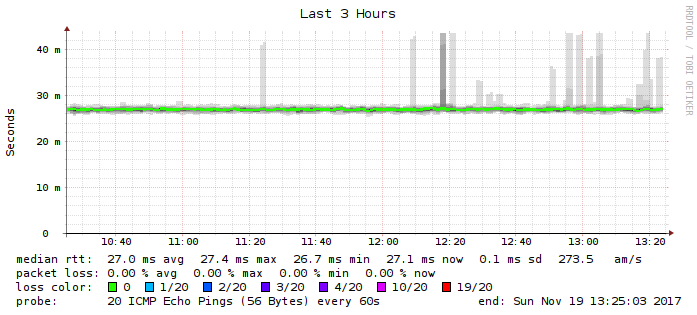 Last 3 Hours
RRDTOOL / TOBI OETIKER
Seconds
40 m
30 m
20 m
10 m
0
10:40 11:00 11:20 11:40 12:00 12:20 12:40 13:00 13:20
median rtt: 27.0 ms avg 27.4 ms max 26.7 ms min 27.1 ms now 0.1 ms sd 273.5 am/s
packet loss: 0.00 % avg 0.00 % max 0.00 % min 0.00 % now
loss color: 0 1/20 2/20 3/20 4/20 10/20 19/20
probe: 20 ICMP Echo Pings (56 Bytes) every 60s end: Sun Nov 19 13:25:03 2017